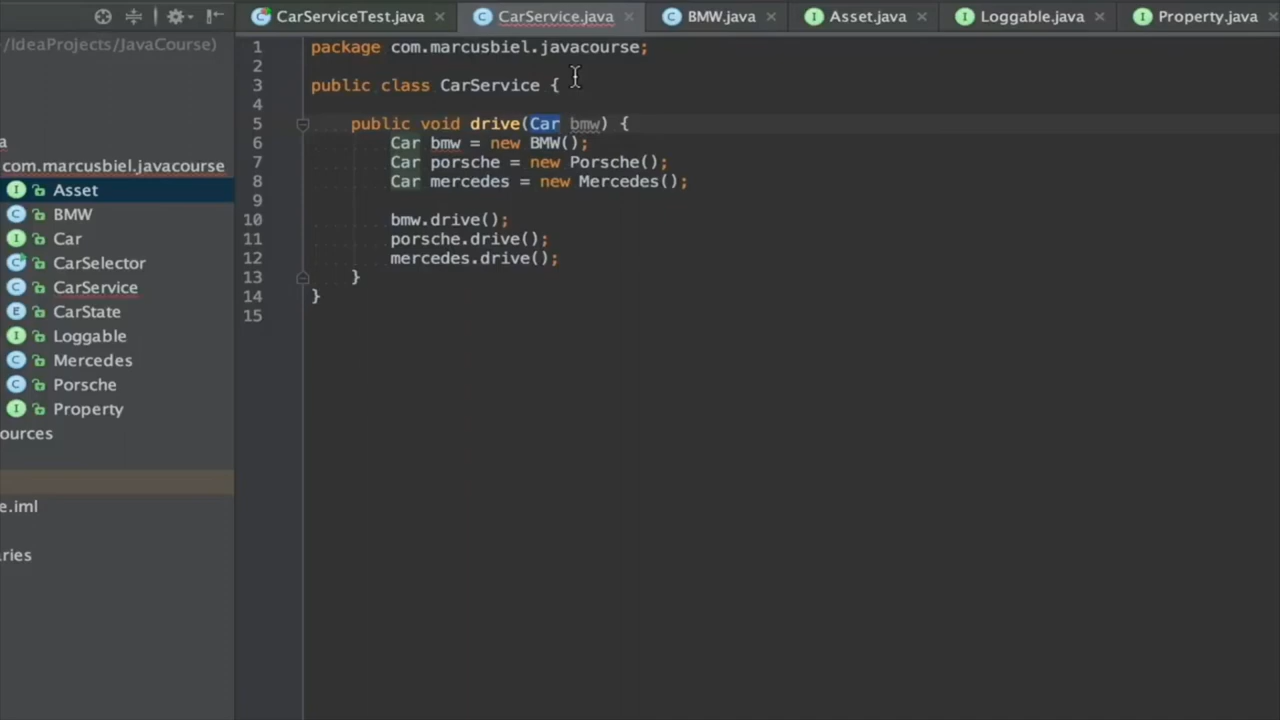 CarServiceTest.java × CarService.java × BMW.java × Asset.java × Loggable.java × Property.java ×
/IdeaProjects/JavaCourse)
a
com.marcusbiel.javacourse
I Asset
C BMW
I Car
C CarSelector
C CarService
E CarState
I Loggable
C Mercedes
C Porsche
I Property
ources
e.iml
ries
1 package com.marcusbiel.javacourse;
2
3 public class CarService {
4
5 public void drive(Car bmw) {
6 Car bmw = new BMW();
7 Car porsche = new Porsche();
8 Car mercedes = new Mercedes();
9
10 bmw.drive();
11 porsche.drive();
12 mercedes.drive();
13 }
14 }
15